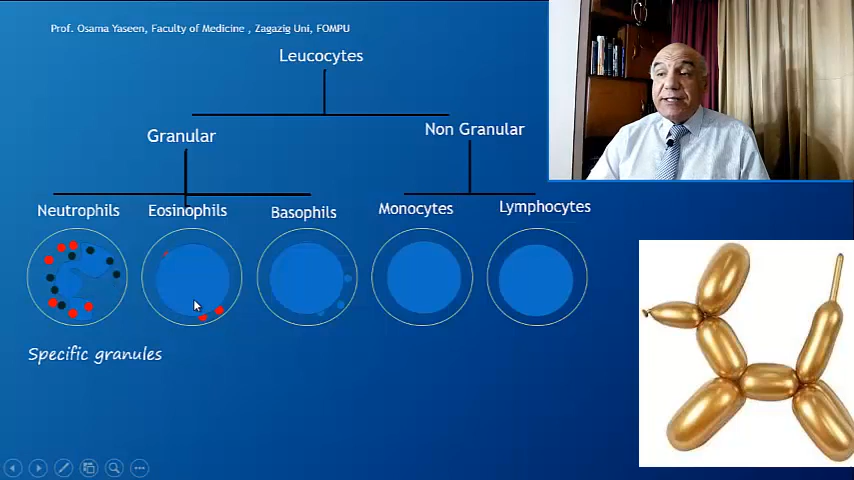 Prof. Osama Yaseen, Faculty of Medicine , Zagazig Uni, FOMPU
Leucocytes
Granular
Non Granular
Neutrophils
Eosinophils
Basophils
Monocytes
Lymphocytes
Specific granules